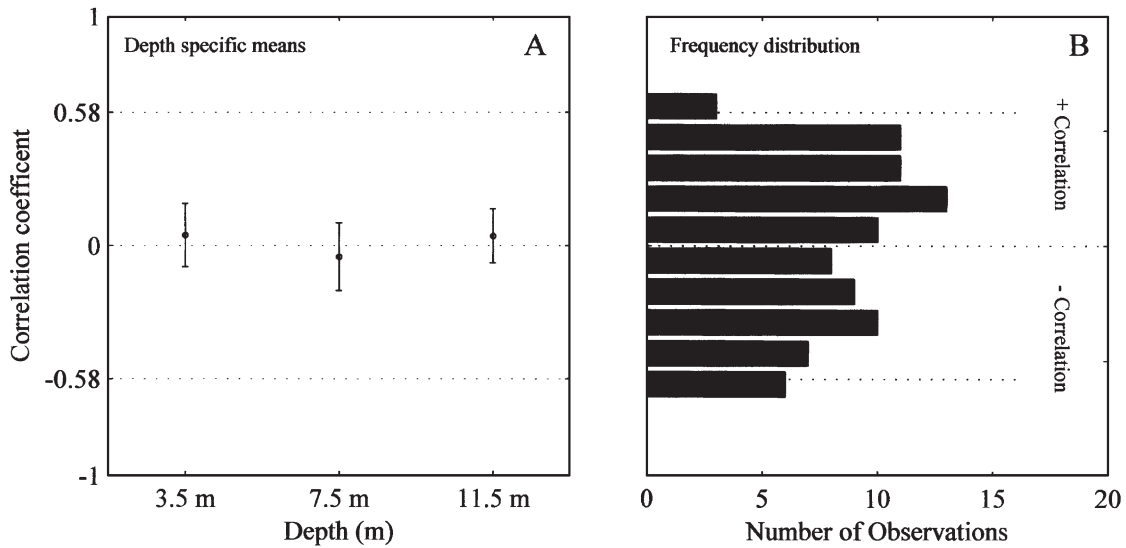 Depth specific means
A
1
0.58
0
-0.58
-1
Correlation coefficent
3.5 m
7.5 m
11.5 m
Depth (m)
Frequency distribution
B
+ Correlation
- Correlation
0
5
10
15
20
Number of Observations